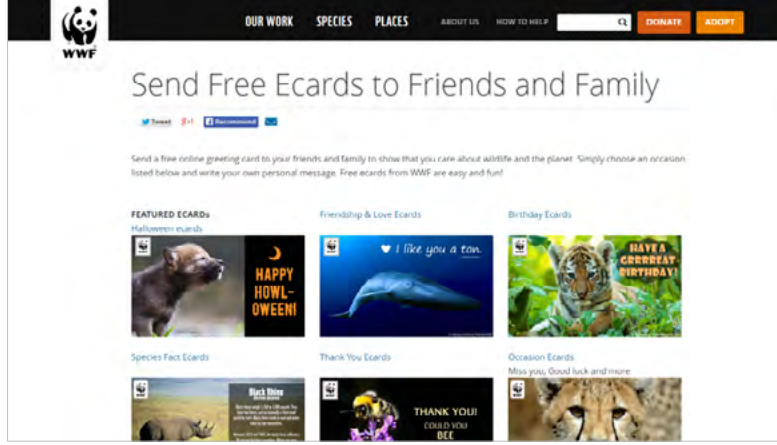 OUR WORK SPECIES PLACES ABOUT US HOW TO HELP DONATE ADOPT
WWF
Send Free Ecards to Friends and Family
Tweet g+1 Recommend
Send a free online greeting card to your friends and family to show that you care about wildlife and the planet. Simply choose an occasion
listed below and write your own personal message. Free ecards from WWF are easy and fun!
FEATURED ECARDs Friendship & Love Ecards Birthday Ecards
Halloween ecards
HAPPY
HOWL-
OWEEN!
I like you a ton.
HAVE A
GRRRREAT
BIRTHDAY!
Species Fact Ecards Thank You Ecards Occasion Ecards
Miss you, Good luck and more
Black Rhino
THANK YOU!
COULD YOU
BEE